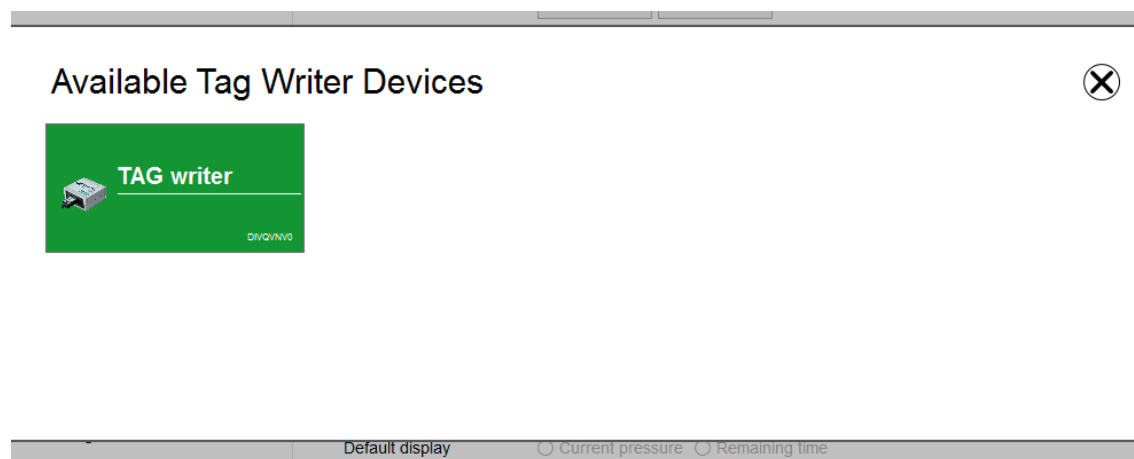 Available Tag Writer Devices
TAG writer
DIVQVNV0
Default display
Current pressure
Remaining time